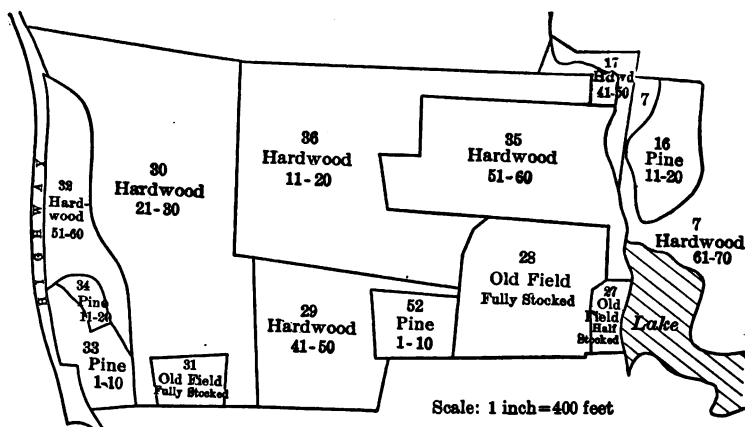 17
Hdwd
41-50
7
16
Pine
11-20
36
Hardwood
11-20
35
Hardwood
51-60
30
Hardwood
21-30
HIGHWAY
32
Hard-
wood
51-60
7
Hardwood
61-70
28
Old Field
Fully Stocked
27
Old
Field
Half
Stocked
Lake
34
Pine
11-20
29
Hardwood
41-50
52
Pine
1-10
33
Pine
1-10
31
Old Field
Fully Stocked
Scale: 1 inch=400 feet